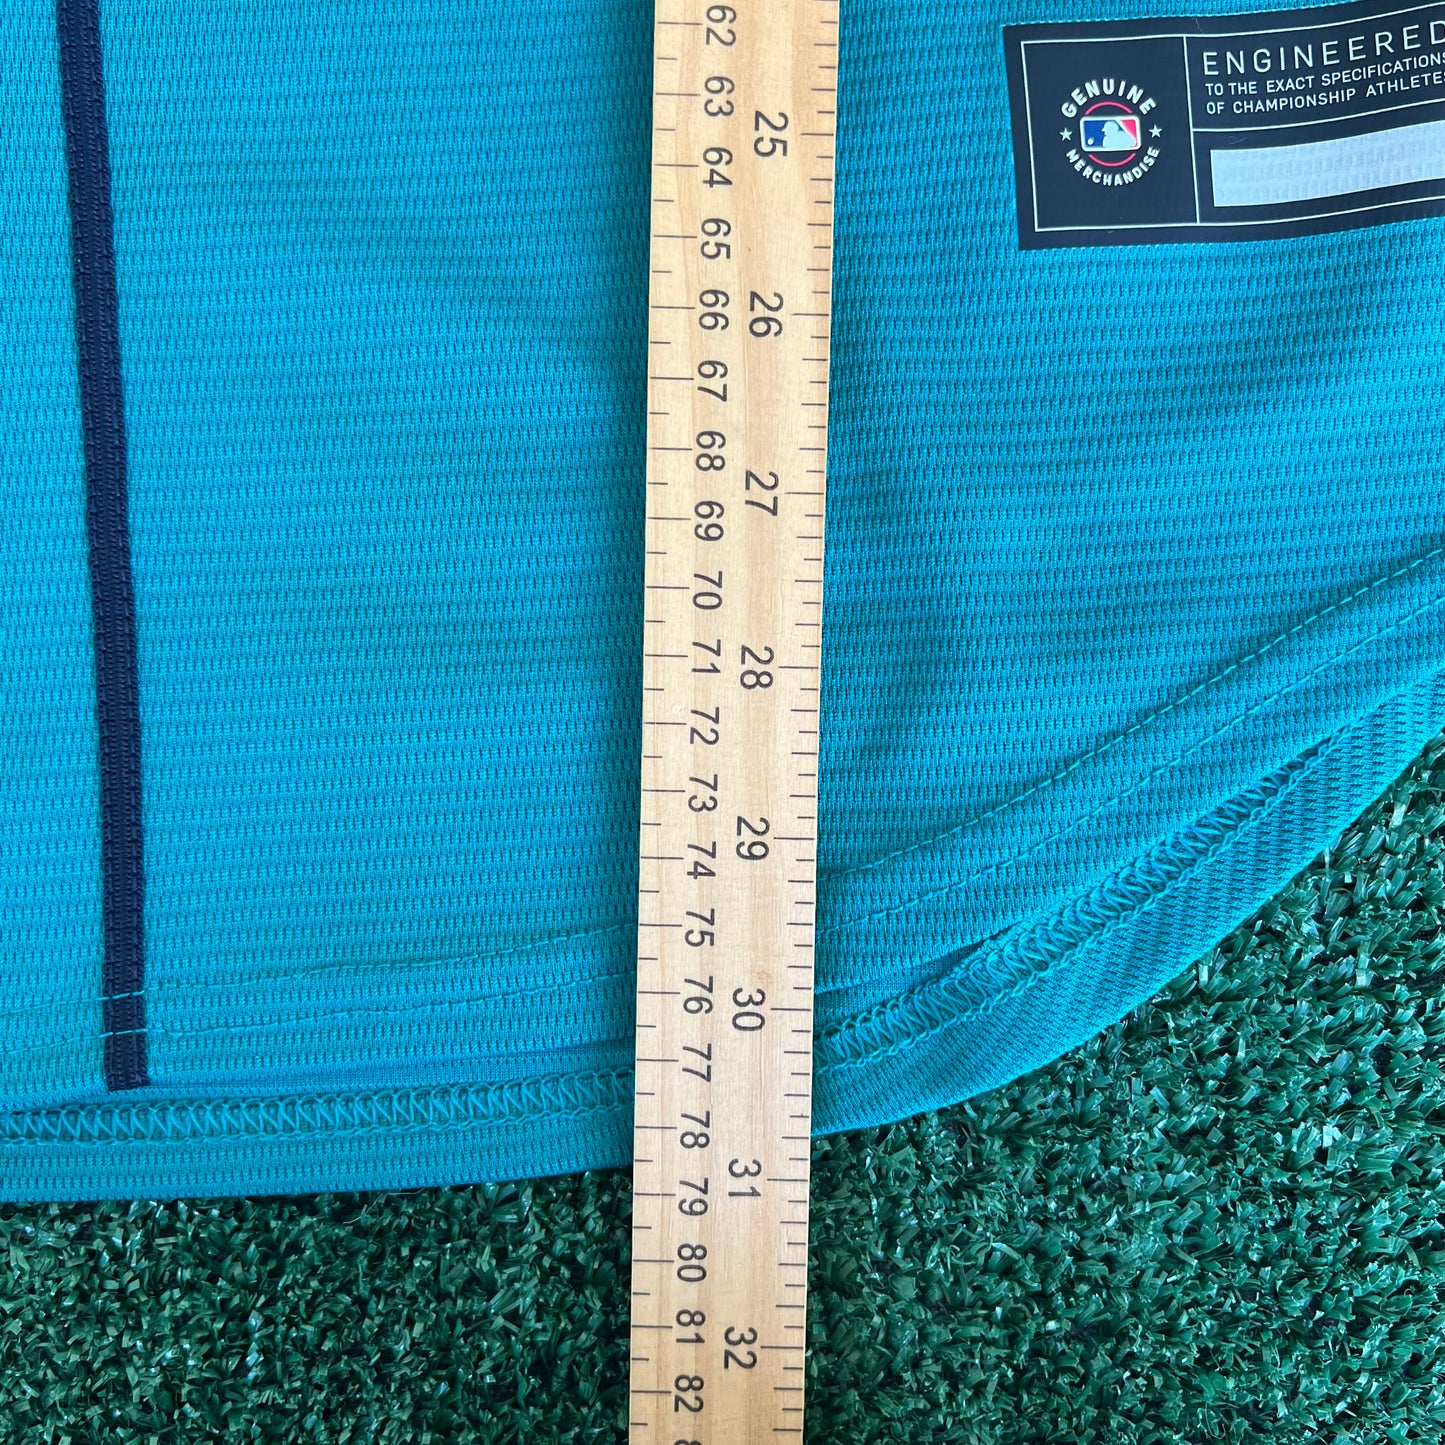 62 63 64 65 66 67 68 69 70 71 72 73 74 75 76 77 78 79 80 81 82
25 26 27 28 29 30 31 32
GENUINE
MERCHANDISE
ENGINEERED
TO THE EXACT SPECIFICATIONS
OF CHAMPIONSHIP ATHLETES